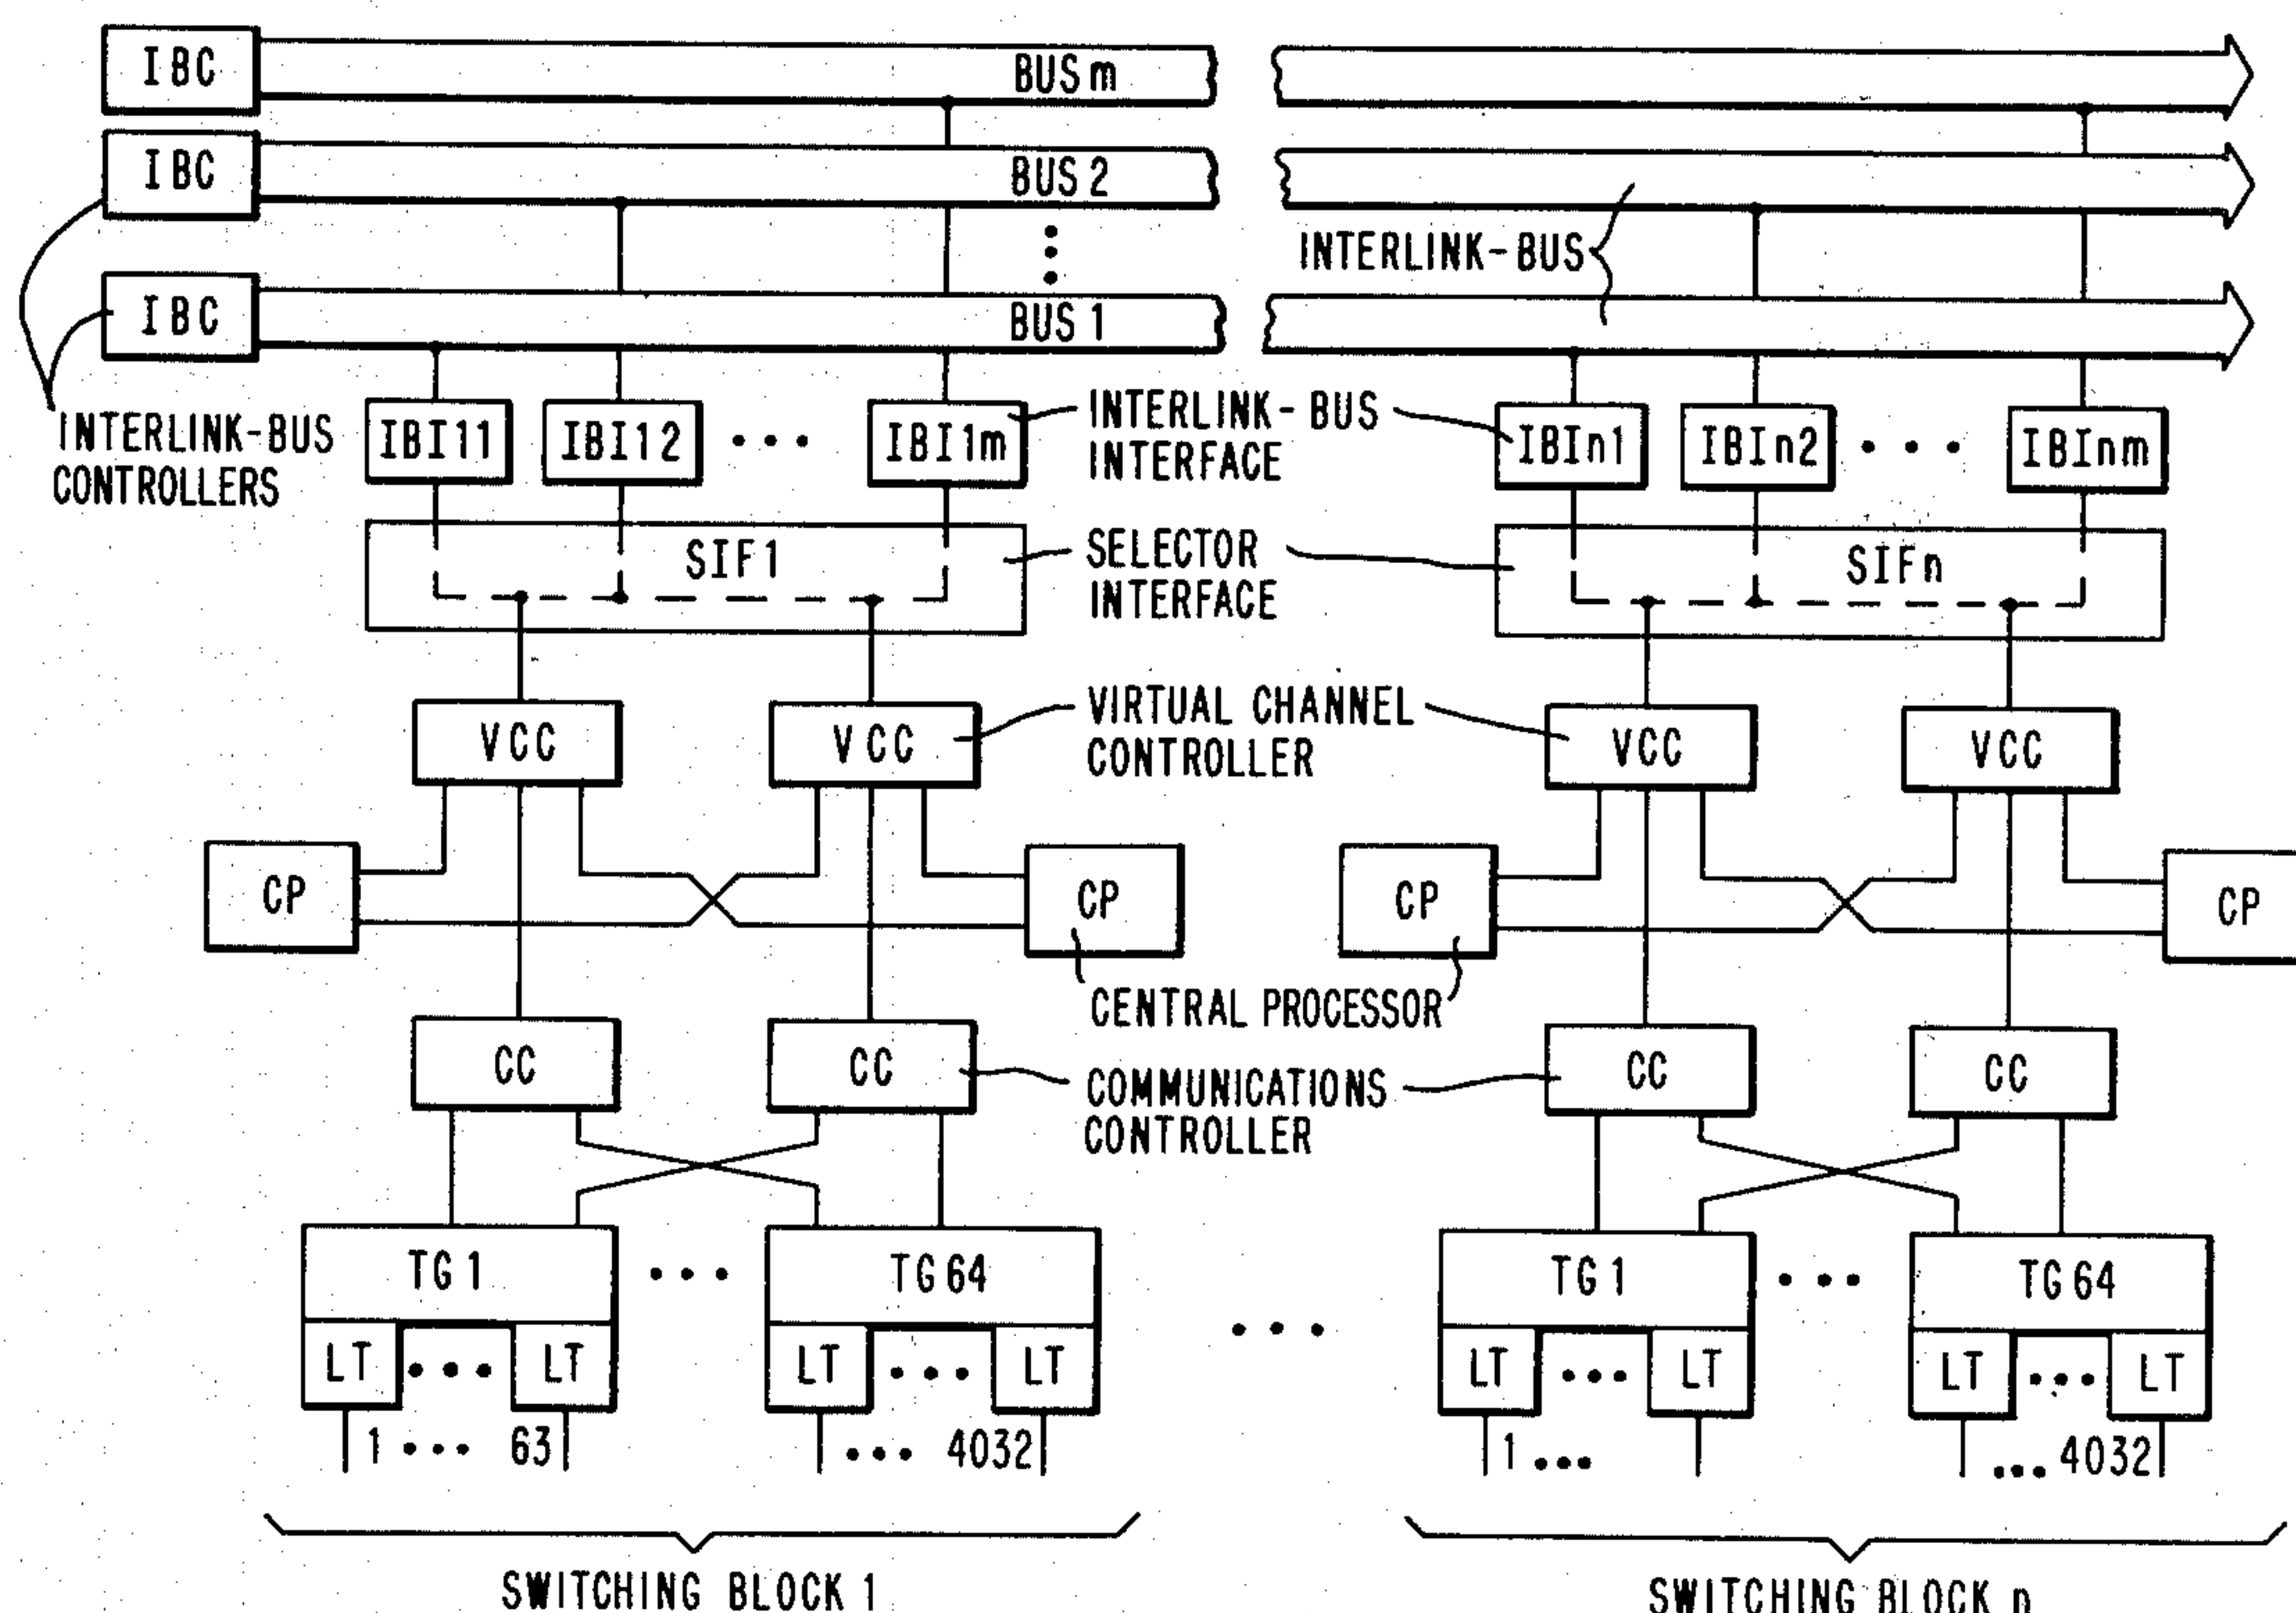 IBC
BUS m
IBC
BUS 2
INTERLINK-BUS
IBC
BUS 1
INTERLINK-BUS
CONTROLLERS
IBI11
IBI12
IBI1m
INTERLINK-BUS
INTERFACE
IBIn1
IBIn2
IBInm
SIF1
SELECTOR
INTERFACE
SIFn
VCC
VCC
VIRTUAL CHANNEL
CONTROLLER
VCC
VCC
CP
CP
CP
CP
CENTRAL PROCESSOR
CC
CC
COMMUNICATIONS
CONTROLLER
CC
CC
TG 1
...
TG 64
...
TG 1
...
TG 64
LT ... LT
LT ... LT
LT ... LT
LT ... LT
1 ... 63
... 4032
1 ...
... 4032
SWITCHING BLOCK 1
SWITCHING BLOCK n